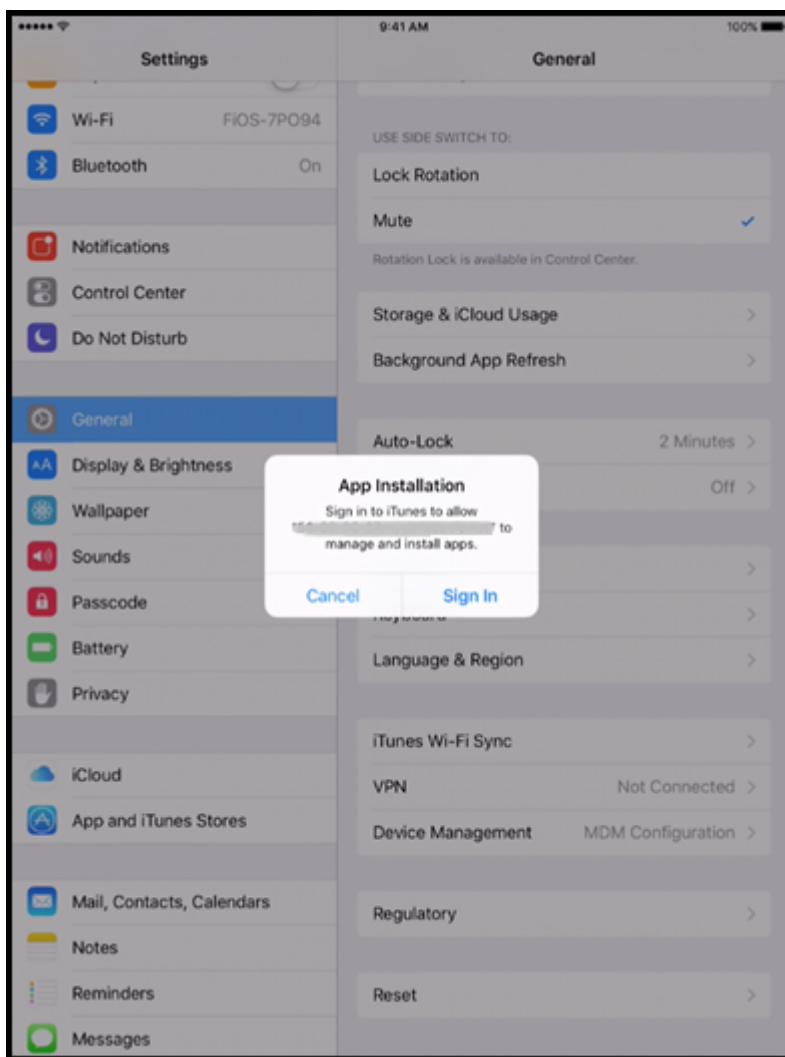 9:41 AM
100%
Settings
General
Wi-Fi
FiOS-7PO94
Bluetooth
On
Notifications
Control Center
Do Not Disturb
General
Display & Brightness
Wallpaper
Sounds
Passcode
Battery
Privacy
iCloud
App and iTunes Stores
Mail, Contacts, Calendars
Notes
Reminders
Messages
USE SIDE SWITCH TO:
Lock Rotation
Mute
Rotation Lock is available in Control Center.
Storage & iCloud Usage
Background App Refresh
Auto-Lock
2 Minutes
Off
Language & Region
iTunes Wi-Fi Sync
VPN
Not Connected
Device Management
MDM Configuration
Regulatory
Reset
App Installation
Sign in to iTunes to allow
to
manage and install apps.
Cancel
Sign In